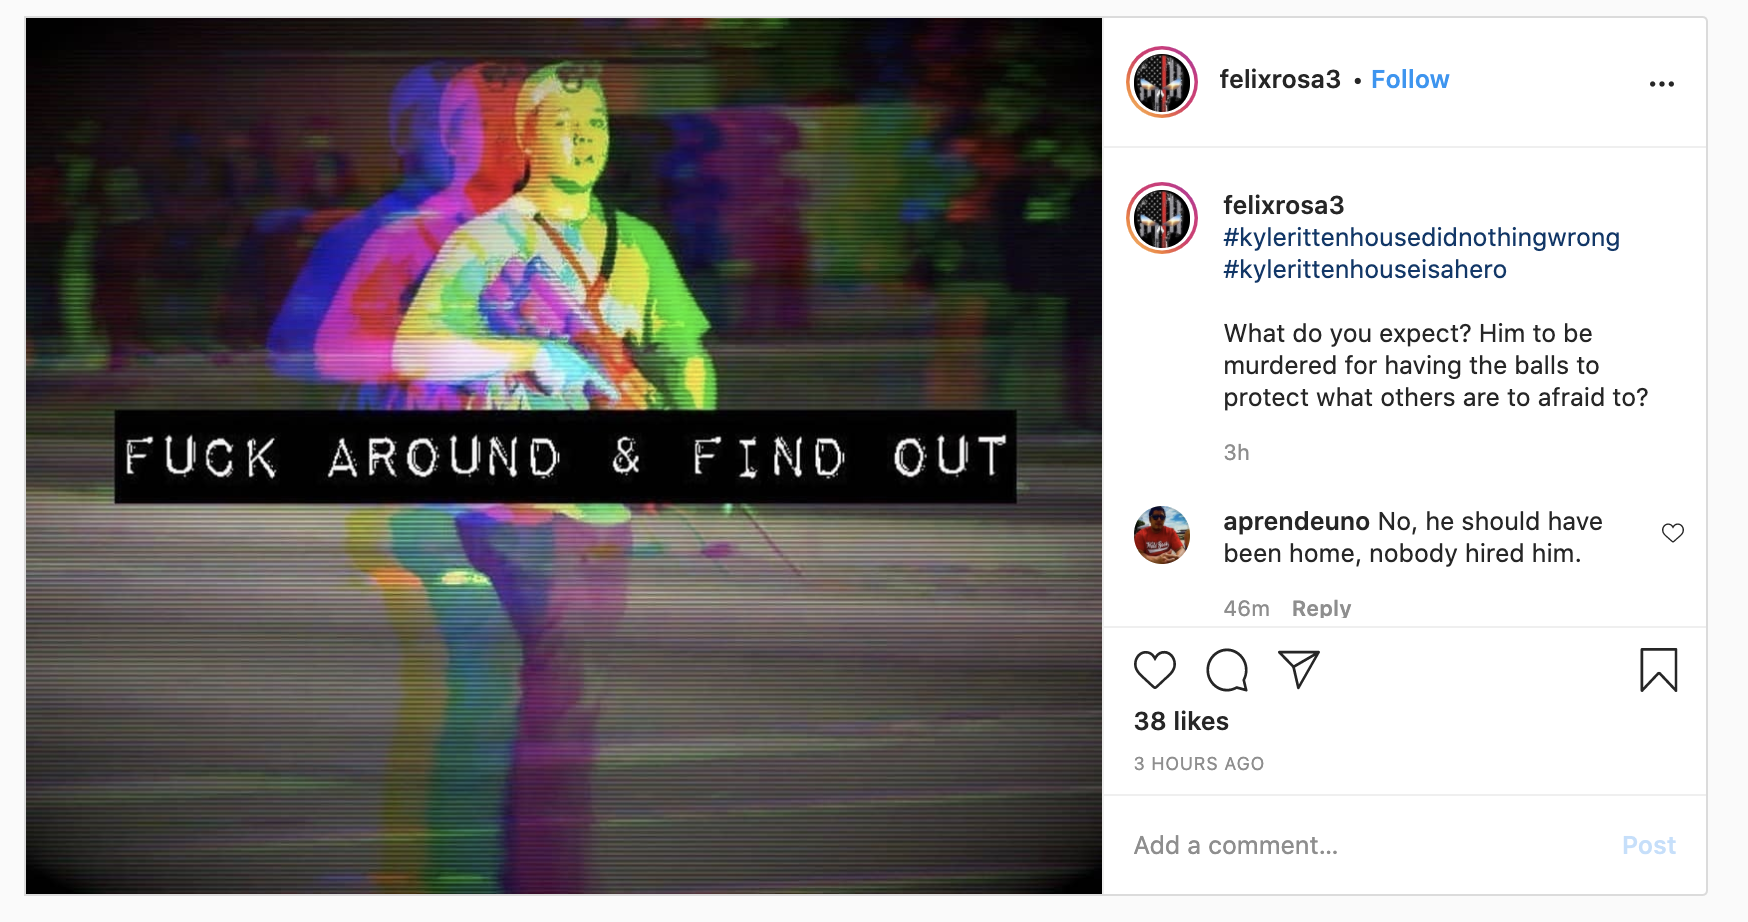 FUCK AROUND & FIND OUT
felixrosa3 • Follow
felixrosa3
#kylerittenhousedidnothingwrong
#kylerittenhouseisahero
What do you expect? Him to be
murdered for having the balls to
protect what others are to afraid to?
3h
aprendeuno No, he should have
been home, nobody hired him.
46m Reply
38 likes
3 HOURS AGO
Add a comment... Post